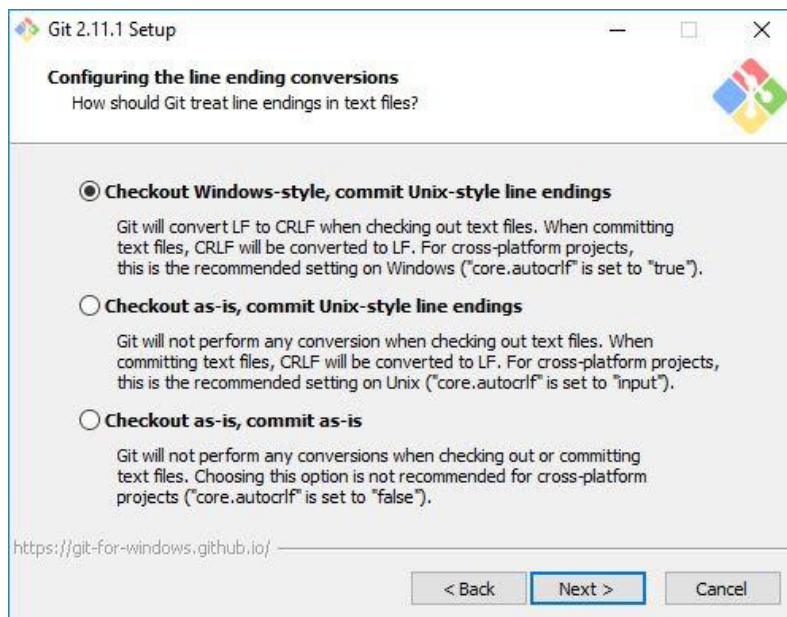 Git 2.11.1 Setup
Configuring the line ending conversions
How should Git treat line endings in text files?
Checkout Windows-style, commit Unix-style line endings
Git will convert LF to CRLF when checking out text files. When committing
text files, CRLF will be converted to LF. For cross-platform projects,
this is the recommended setting on Windows ("core.autocrlf" is set to "true").
Checkout as-is, commit Unix-style line endings
Git will not perform any conversion when checking out text files. When
committing text files, CRLF will be converted to LF. For cross-platform projects,
this is the recommended setting on Unix ("core.autocrlf" is set to "input").
Checkout as-is, commit as-is
Git will not perform any conversions when checking out or committing
text files. Choosing this option is not recommended for cross-platform
projects ("core.autocrlf" is set to "false").
https://git-for-windows.github.io/
< Back Next > Cancel